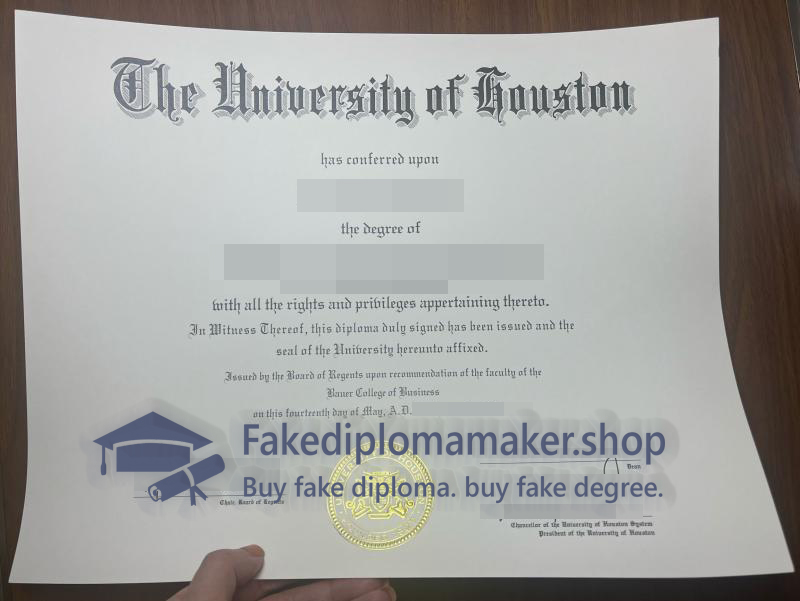 The University of Houston
has conferred upon
the degree of
with all the rights and privileges appertaining thereto.
In Witness Thereof, this diploma duly signed has been issued and the
seal of the University hereunto affixed.
Issued by the Board of Regents upon recommendation of the faculty of the
Bauer College of Business
on this fourteenth day of May, A.D.
Fakediplomamaker.shop
Buy fake diploma. buy fake degree.
Dean
Chair, Board of Regents
Chancellor of the University of Houston System
President of the University of Houston